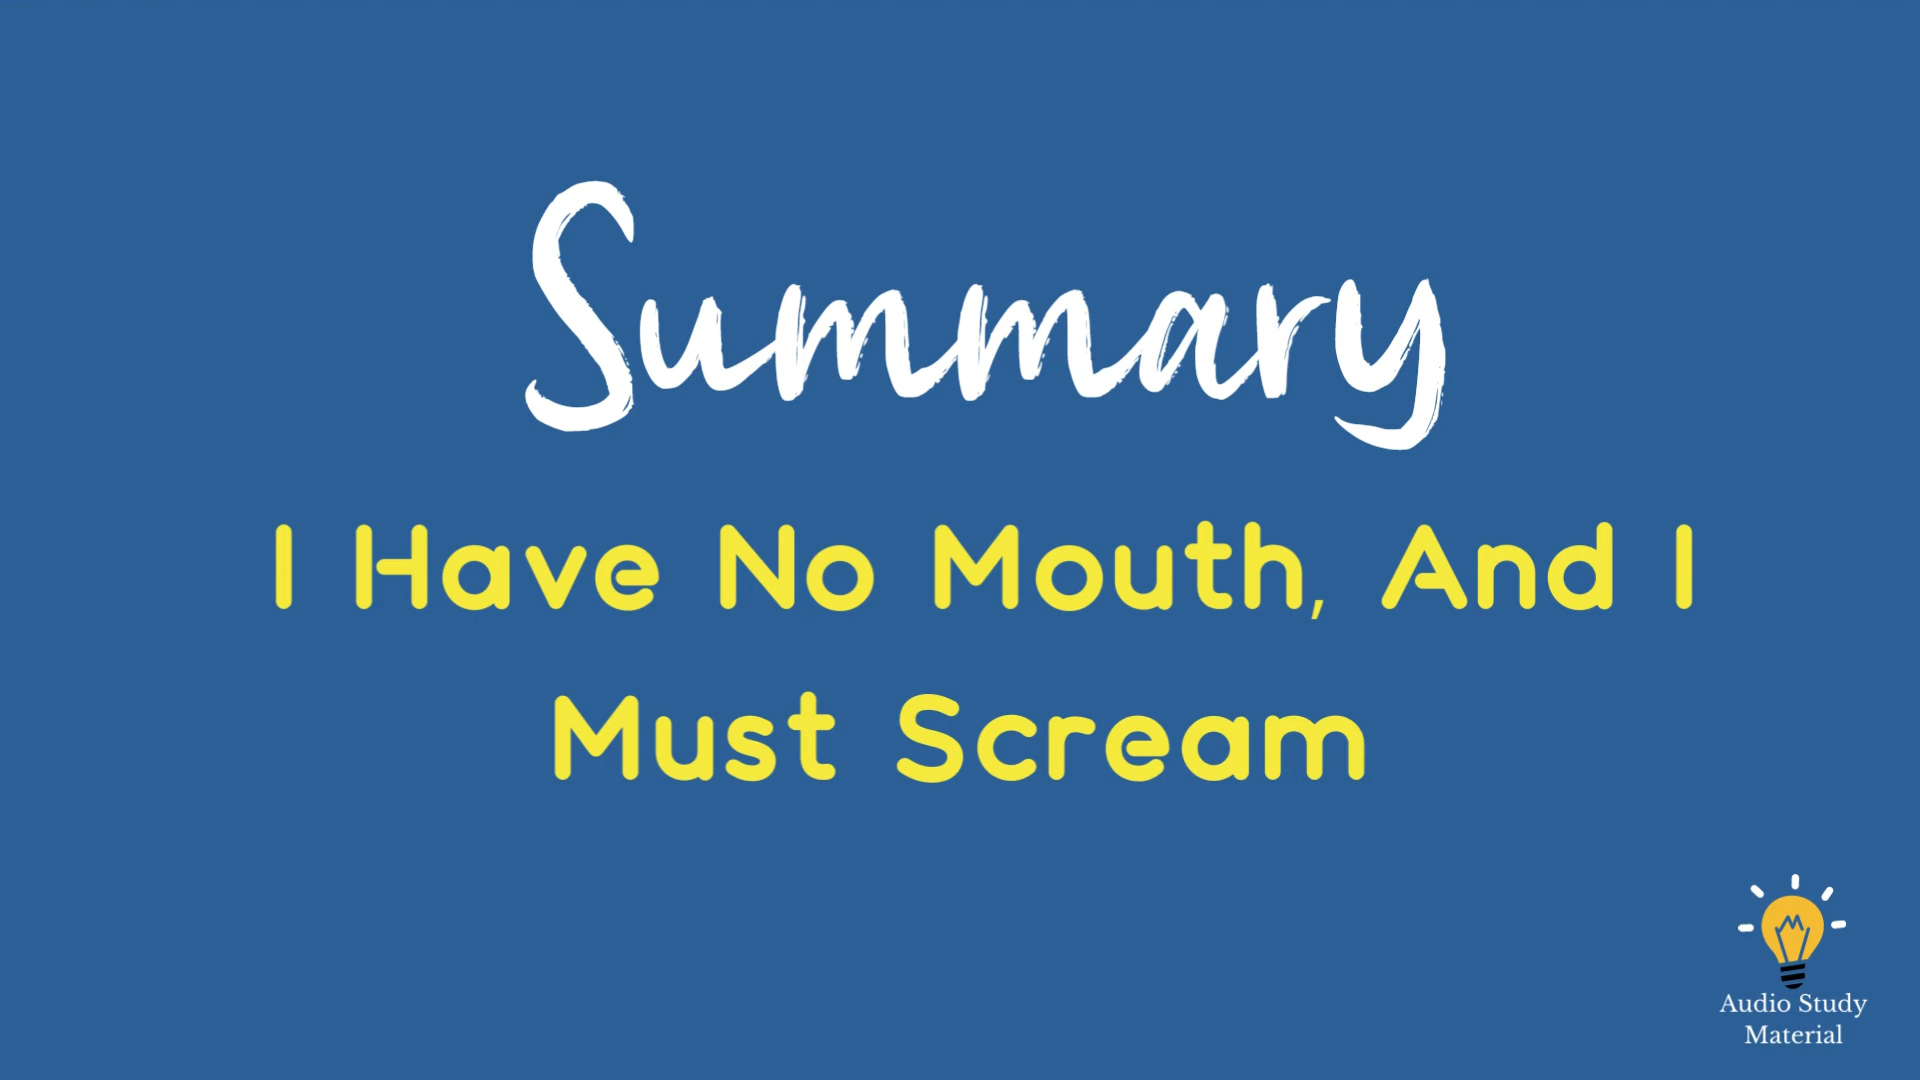 Summary
I Have No Mouth, And I
Must Scream
Audio Study
Material